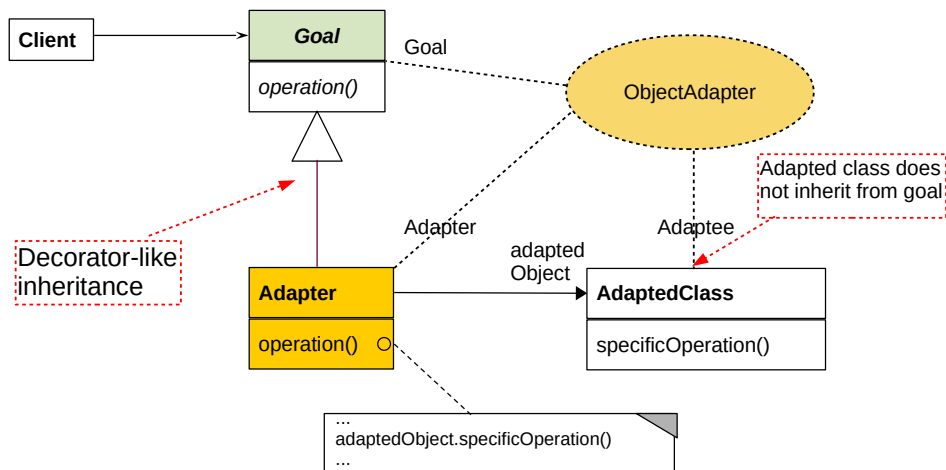 Client
Goal
operation()
Goal
ObjectAdapter
Adapted class does
not inherit from goal
Decorator-like
inheritance
Adapter
Adaptee
adapted
Object
Adapter
operation()
AdaptedClass
specificOperation()
...
adaptedObject.specificOperation()
...